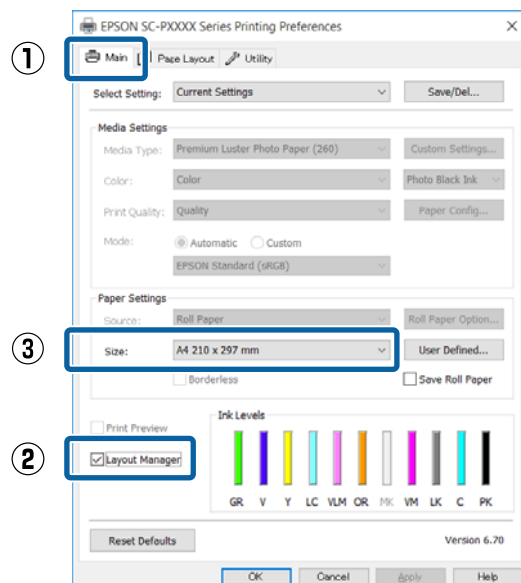 EPSON SC-PXXXX Series Printing Preferences
① Main Page Layout Utility
Select Setting: Current Settings Save/Del...
Media Settings
Media Type: Premium Luster Photo Paper (260) Custom Settings...
Color: Color Photo Black Ink
Print Quality: Quality Paper Config...
Mode: Automatic Custom
EPSON Standard (sRGB)
Paper Settings
Source: Roll Paper Roll Paper Option...
③ Size: A4 210 x 297 mm User Defined...
Borderless Save Roll Paper
Print Preview Ink Levels
② Layout Manager
GR V Y LC VLM OR MK VM LK C PK
Reset Defaults Version 6.70
OK Cancel Apply Help